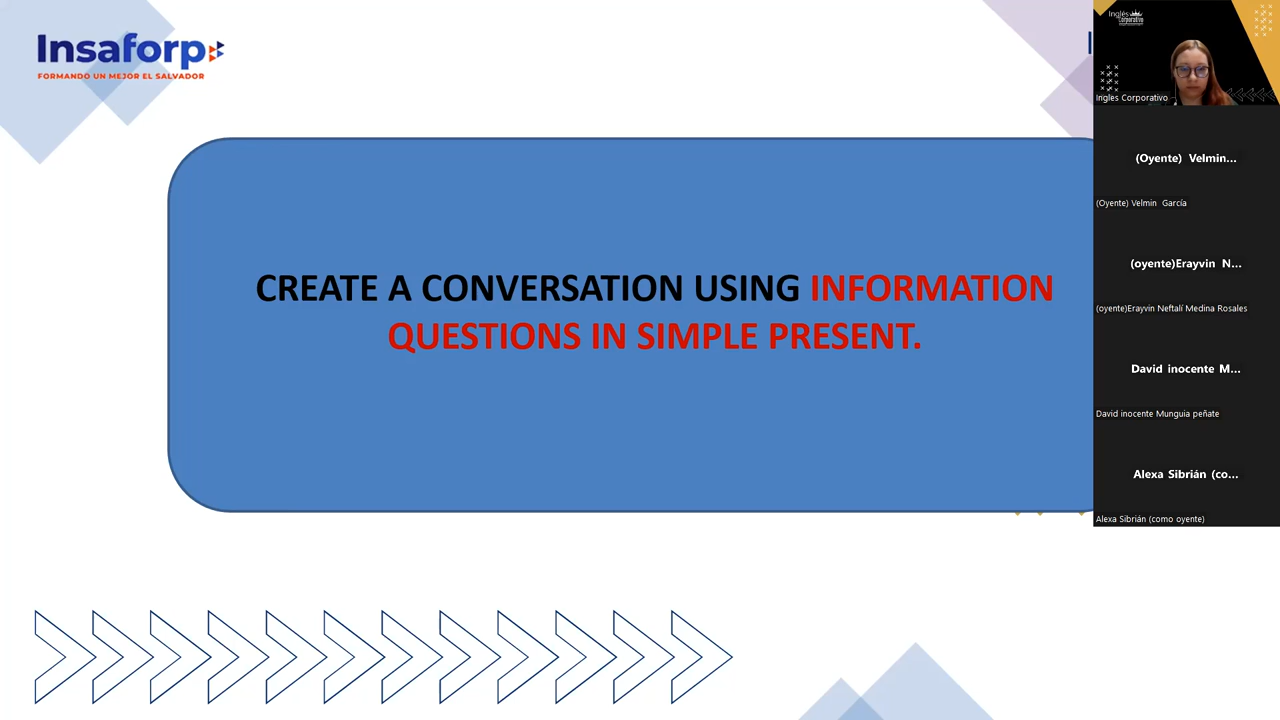 Insaforp
FORMANDO UN MEJOR EL SALVADOR
CREATE A CONVERSATION USING INFORMATION
QUESTIONS IN SIMPLE PRESENT.
Inglés
Corporativo
Ingles Corporativo
(Oyente) Velmin...
(Oyente) Velmin García
(oyente)Erayvin N...
(oyente)Erayvin Neftalí Medina Rosales
David inocente M...
David inocente Munguia peñate
Alexa Sibrián (co...
Alexa Sibrián (como oyente)